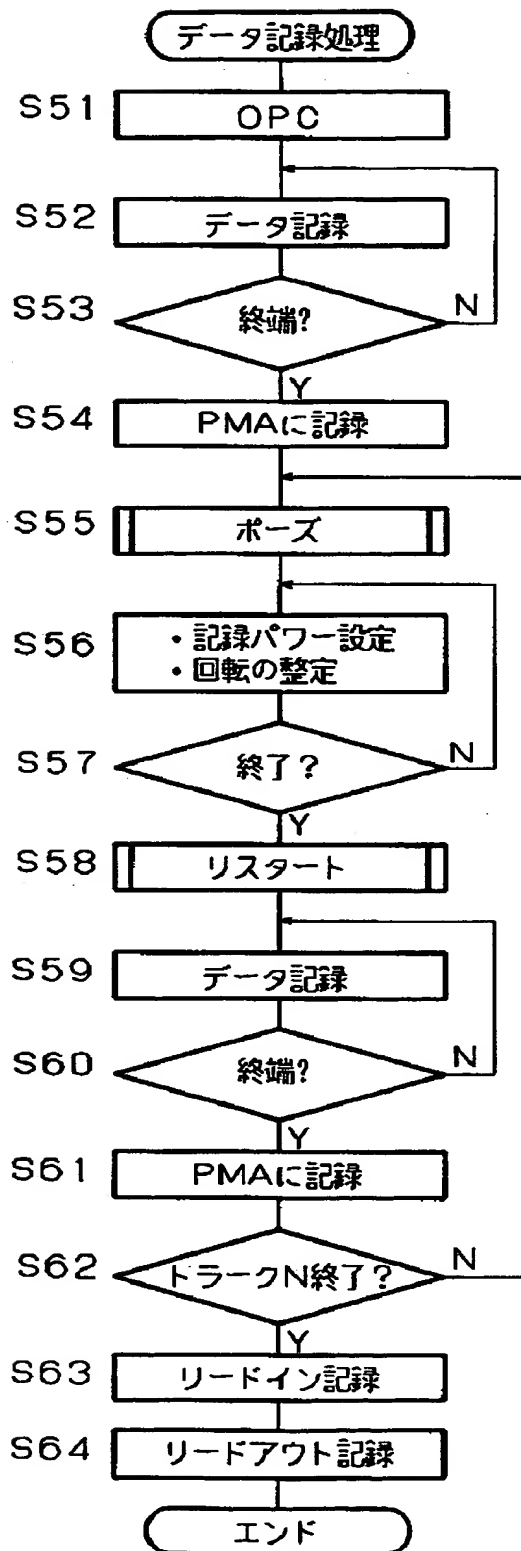 データ記録処理
S51 OPC
S52 データ記録
S53 終端? N
Y
S54 PMAに記録
S55 ポーズ
S56 ・記録パワー設定
・回転の整定
S57 終了? N
Y
S58 リスタート
S59 データ記録
S60 終端? N
Y
S61 PMAに記録
S62 トラークN終了? N
Y
S63 リードイン記録
S64 リードアウト記録
エンド